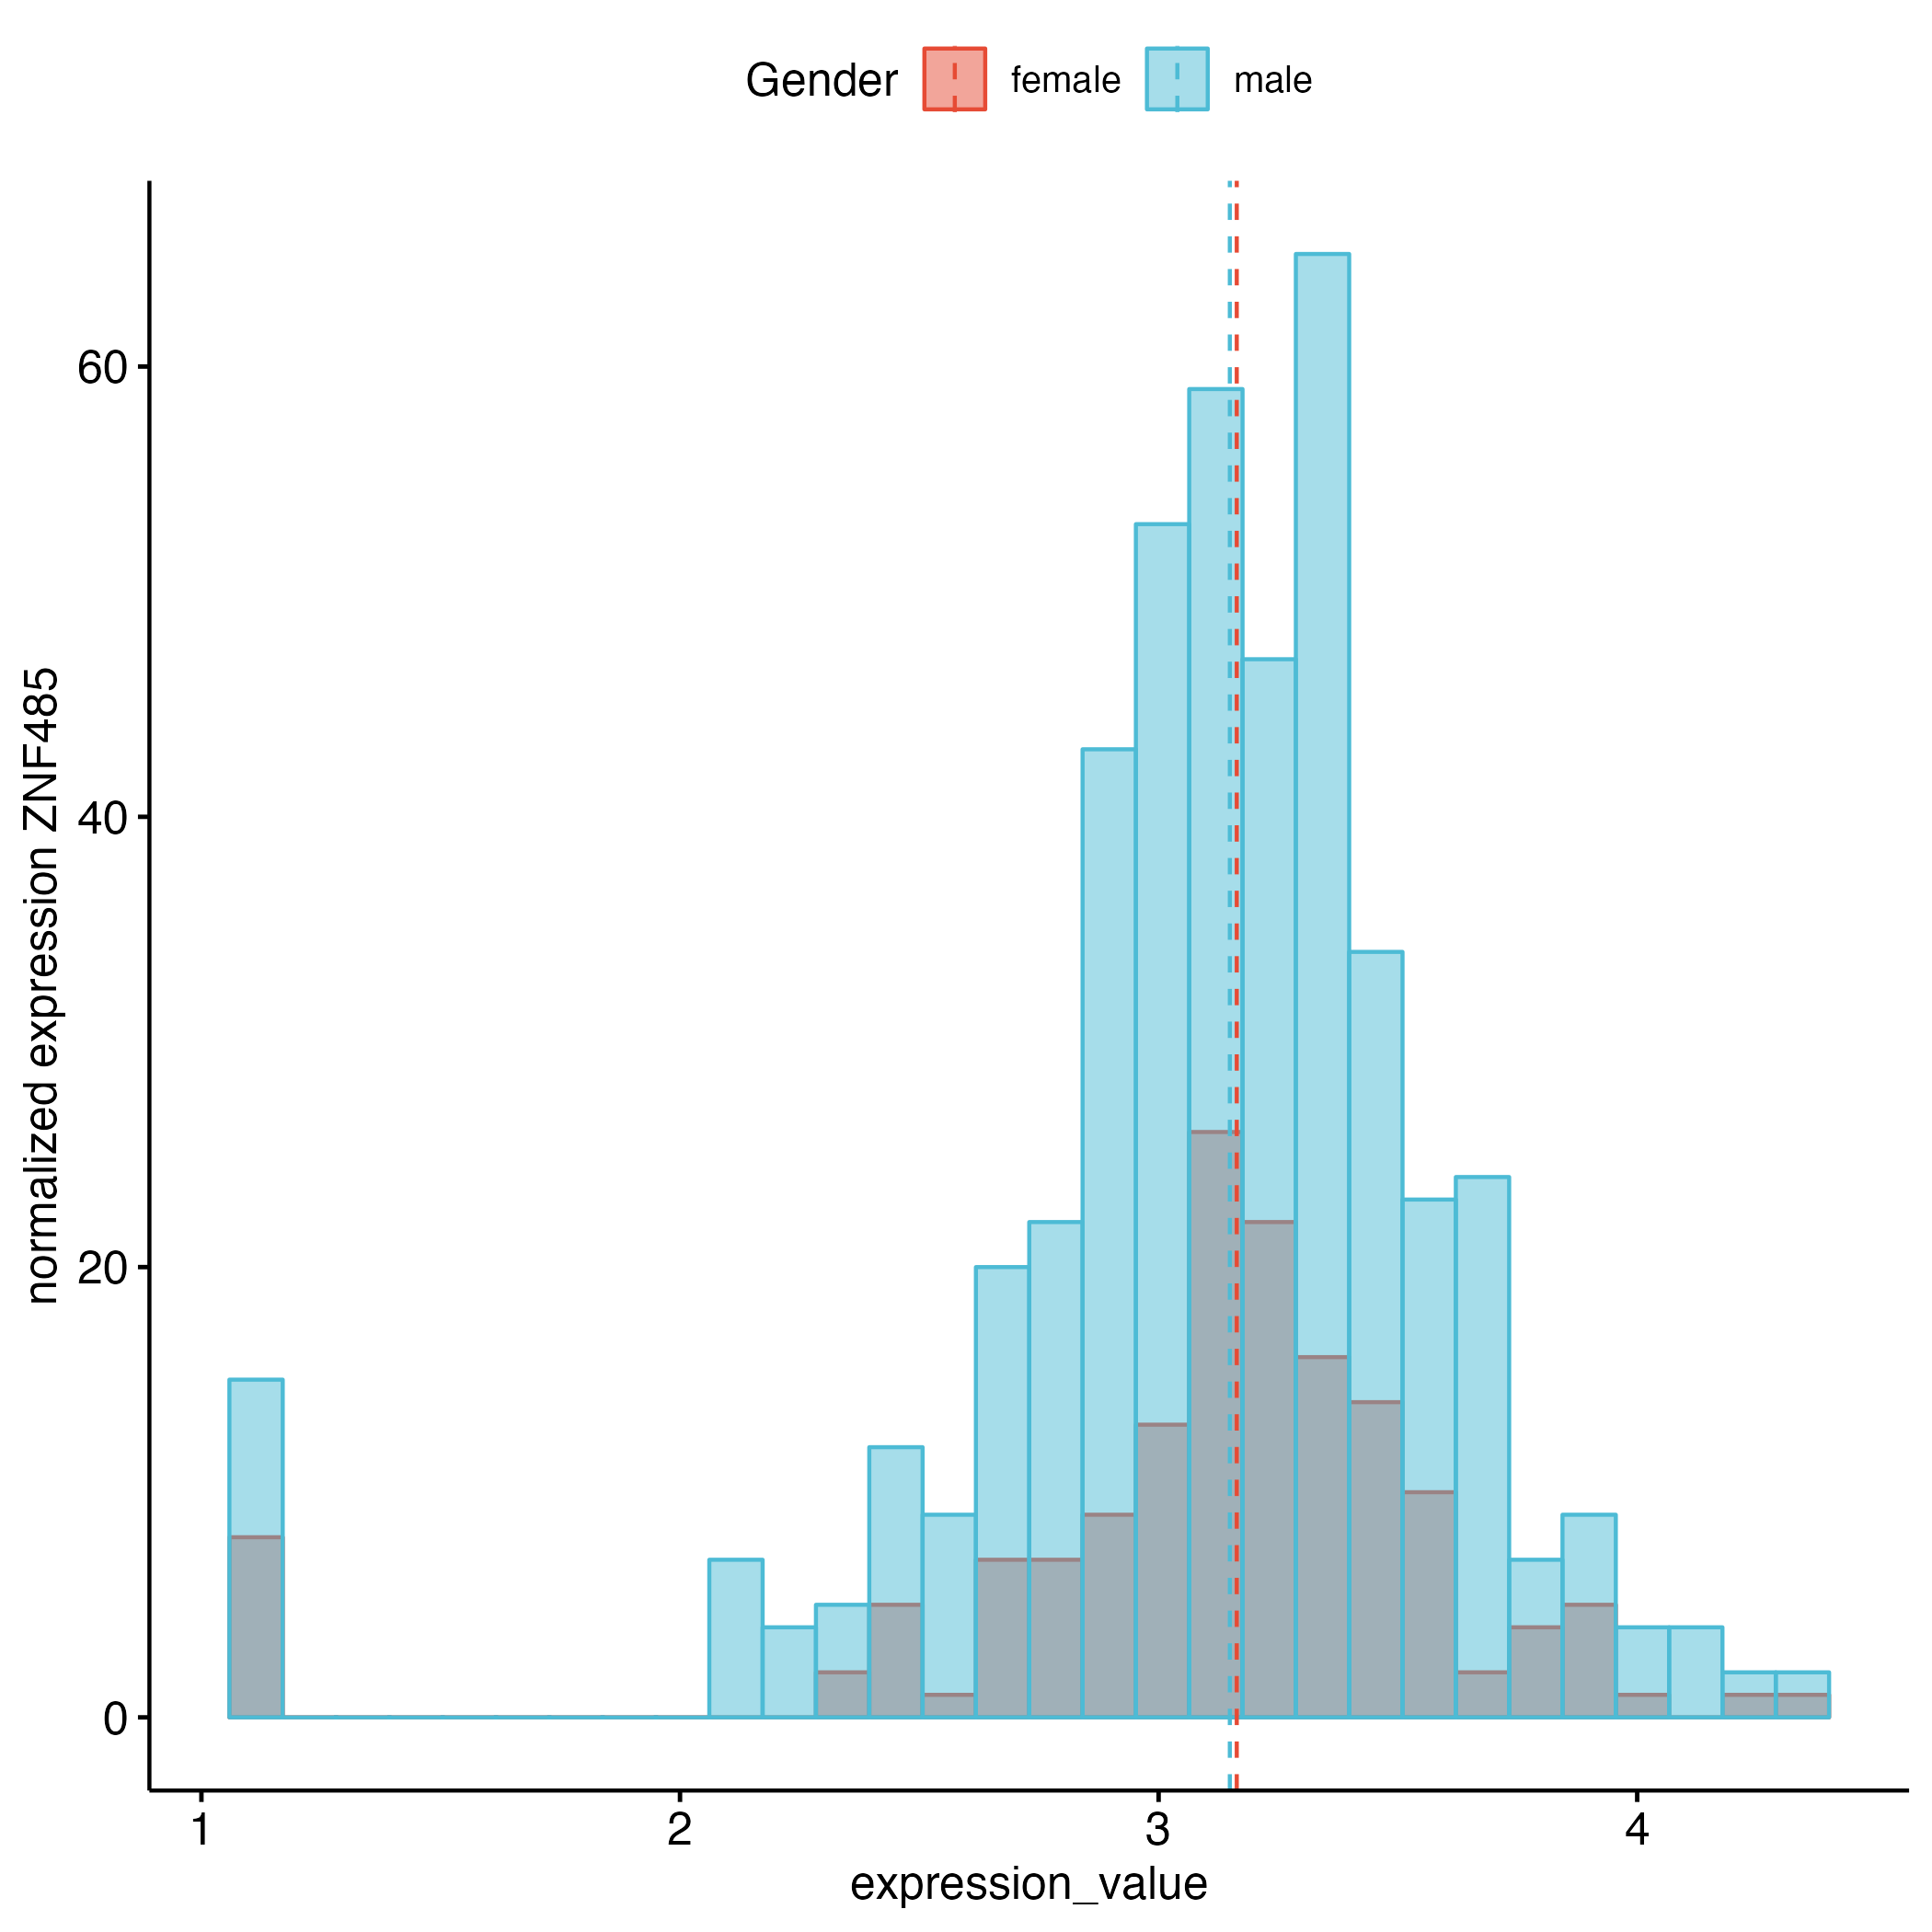 Gender female male
normalized expression ZNF485
60
40
20
0
1 2 3 4
expression_value